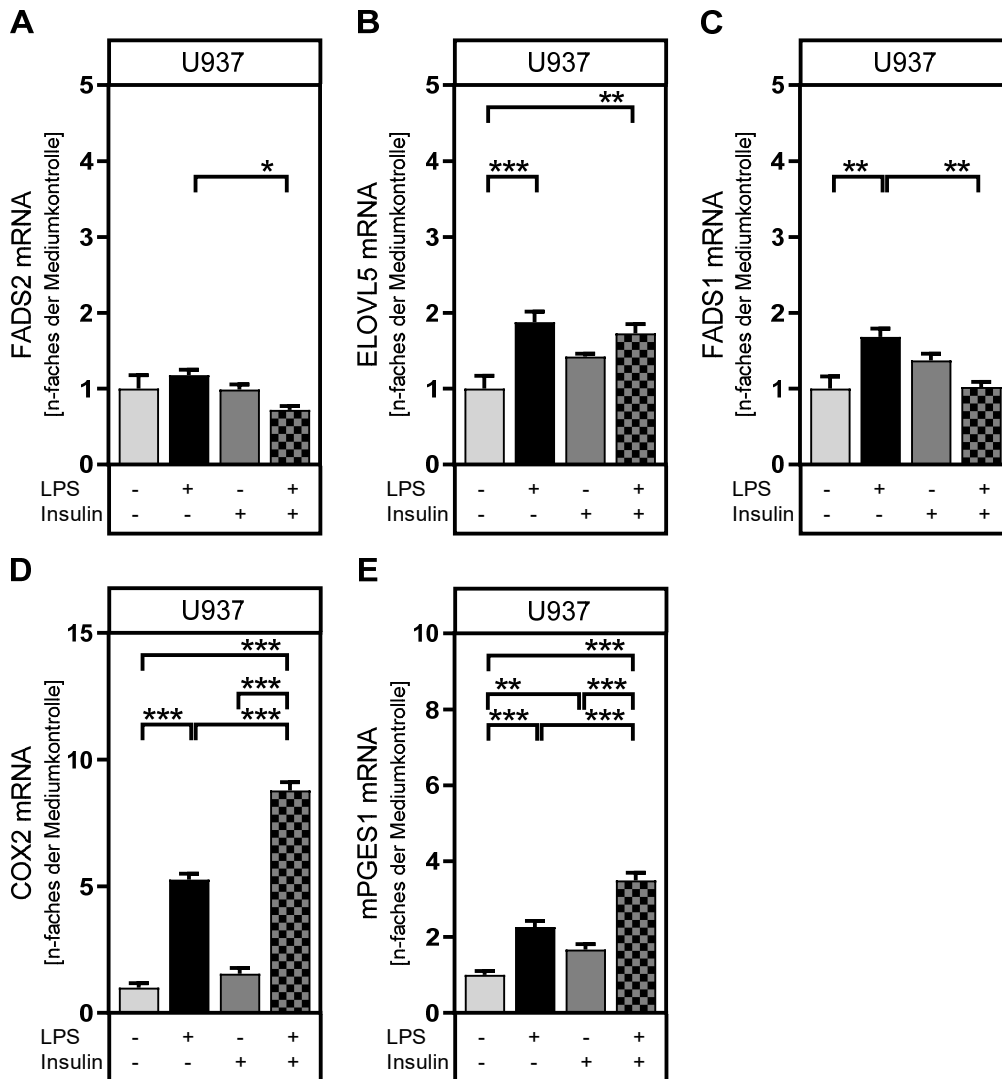 A
U937
FADS2 mRNA
[n-faches der Mediumkontrolle]
5
4
3
2
1
0
*
LPS - + - +
Insulin - - + +
B
U937
ELOVL5 mRNA
[n-faches der Mediumkontrolle]
5
4
3
2
1
0
**
***
LPS - + - +
Insulin - - + +
C
U937
FADS1 mRNA
[n-faches der Mediumkontrolle]
5
4
3
2
1
0
** **
LPS - + - +
Insulin - - + +
D
U937
COX2 mRNA
[n-faches der Mediumkontrolle]
15
10
5
0
***
***
*** ***
LPS - + - +
Insulin - - + +
E
U937
mPGES1 mRNA
[n-faches der Mediumkontrolle]
10
8
6
4
2
0
***
** ***
*** ***
LPS - + - +
Insulin - - + +